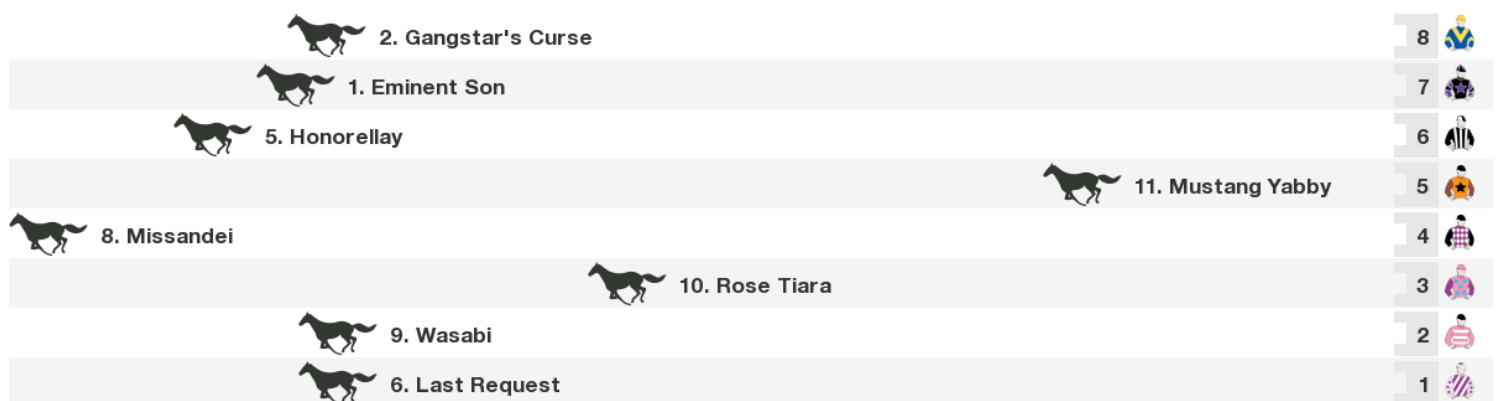 2. Gangstar's Curse 8
1. Eminent Son 7
5. Honorellay 6
11. Mustang Yabby 5
8. Missandei 4
10. Rose Tiara 3
9. Wasabi 2
6. Last Request 1